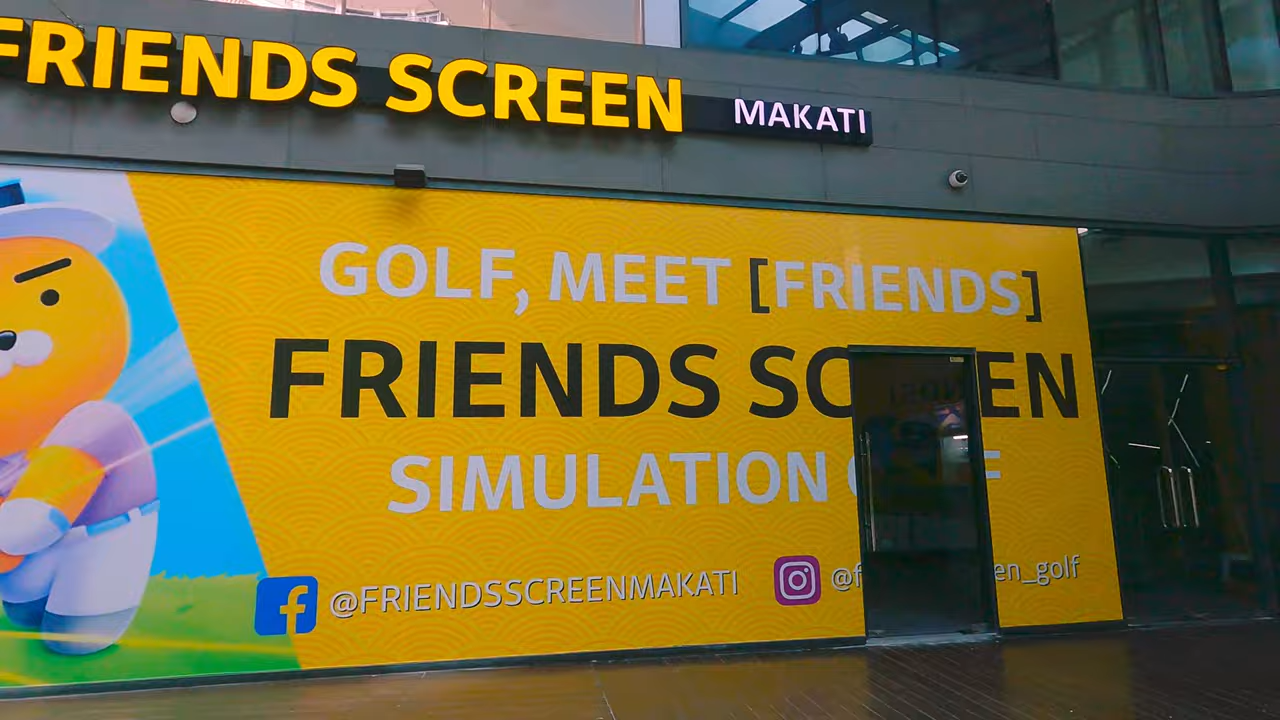 FRIENDS SCREEN MAKATI
GOLF, MEET [FRIENDS]
FRIENDS SC EN
SIMULATION
@FRIENDSSCREENMAKATI
@f en_golf